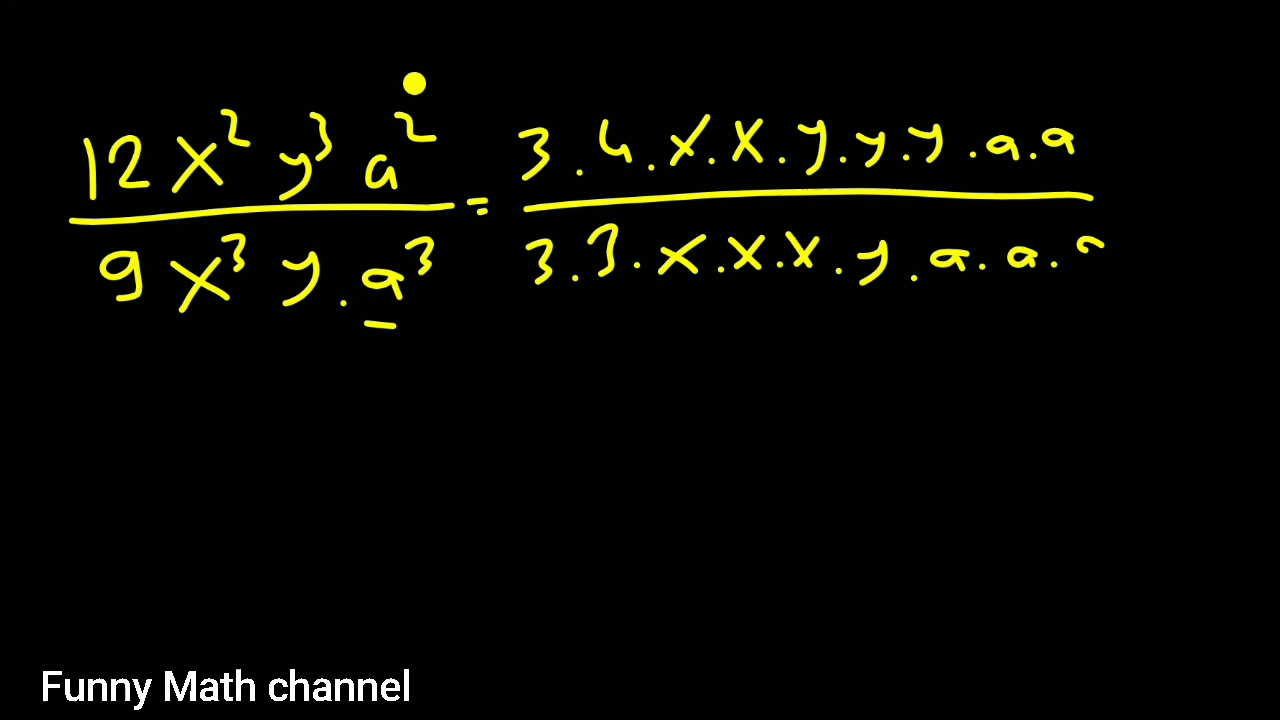 12x²y³a² / 9x³y.a³ = 3.4.x.x.y.y.y.a.a / 3.3.x.x.x.y.a.a.
Funny Math channel